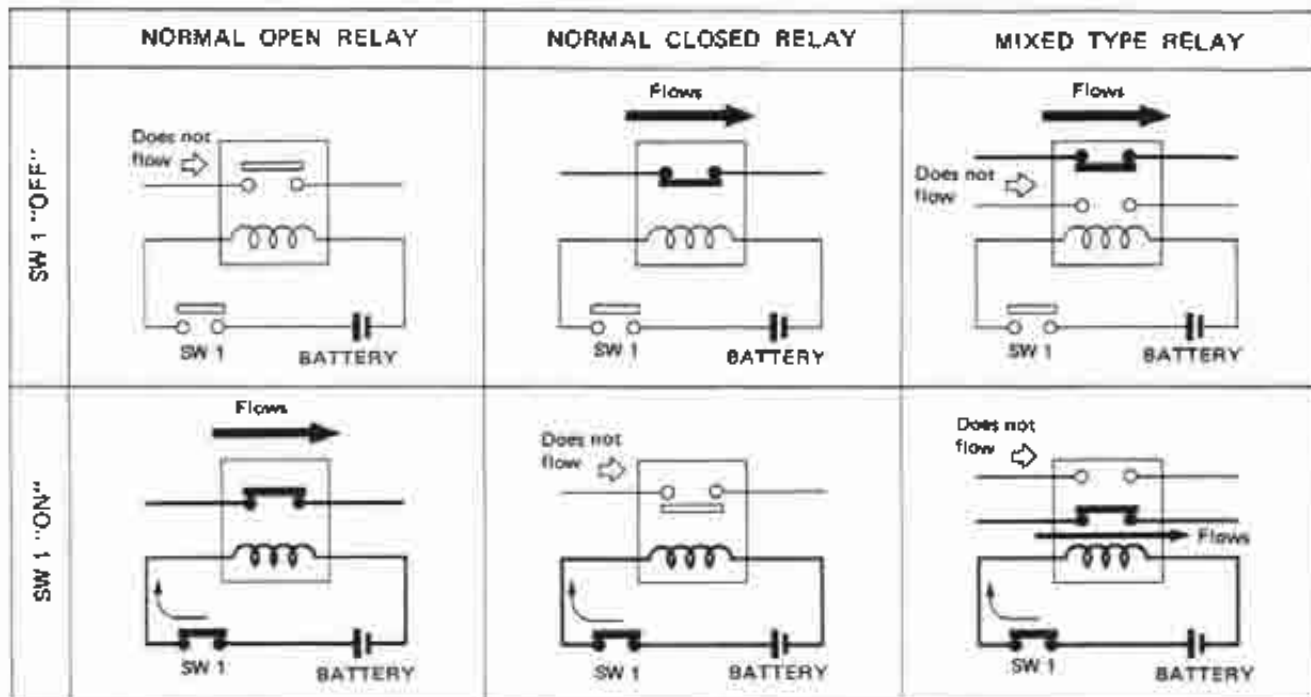 NORMAL OPEN RELAY
NORMAL CLOSED RELAY
MIXED TYPE RELAY
SW 1 "OFF"
Does not
flow
SW 1
BATTERY
Flows
SW 1
BATTERY
Flows
Does not
flow
SW 1
BATTERY
SW 1 "ON"
Flows
SW 1
BATTERY
Does not
flow
SW 1
BATTERY
Does not
flow
Flows
SW 1
BATTERY